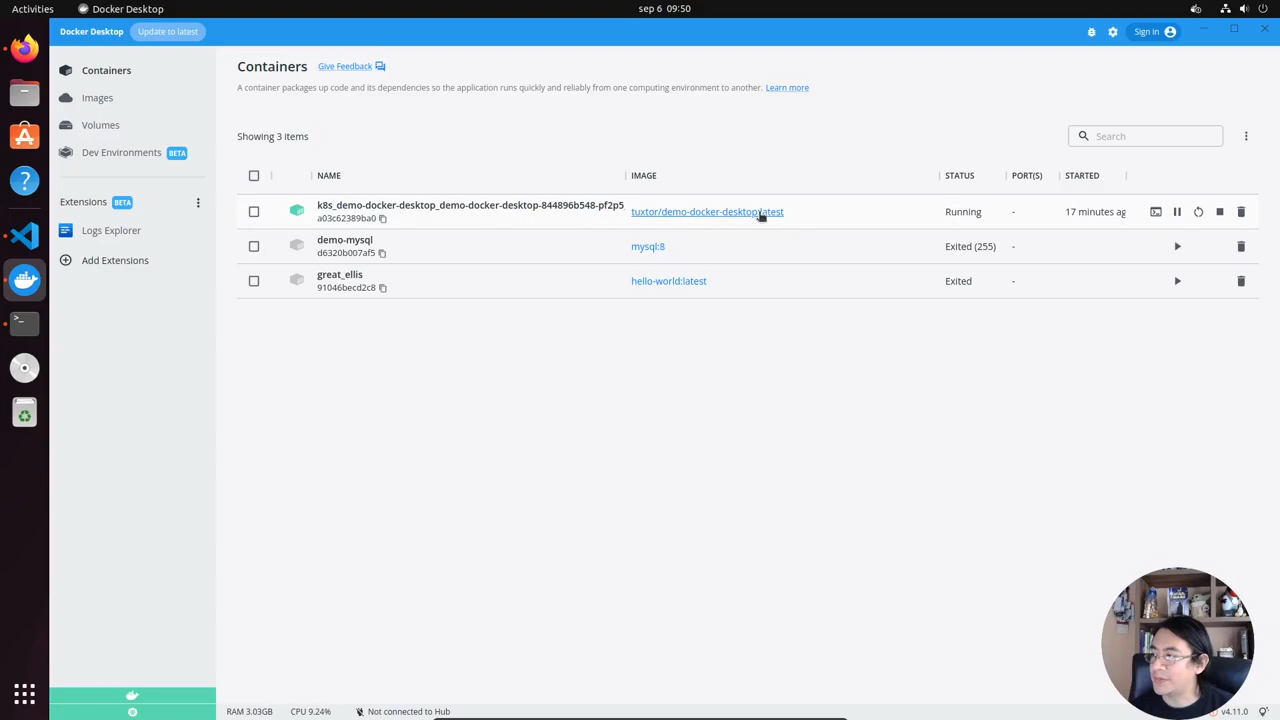 Activities Docker Desktop sep 6 09:50
Docker Desktop Update to latest Sign in
Containers
Images
Volumes
Dev Environments BETA
Extensions BETA
Logs Explorer
Add Extensions
Containers Give Feedback
A container packages up code and its dependencies so the application runs quickly and reliably from one computing environment to another. Learn more
Showing 3 items Search
NAME IMAGE STATUS PORT(S) STARTED
k8s_demo-docker-desktop_demo-docker-desktop-844896b548-pf2p5
a03c62389ba0
tuxtor/demo-docker-desktop:latest Running - 17 minutes ag
demo-mysql
d6320b007af5
mysql:8 Exited (255) -
great_ellis
91046becd2c8
hello-world:latest Exited -
RAM 3.03GB CPU 9.24% Not connected to Hub v4.11.0